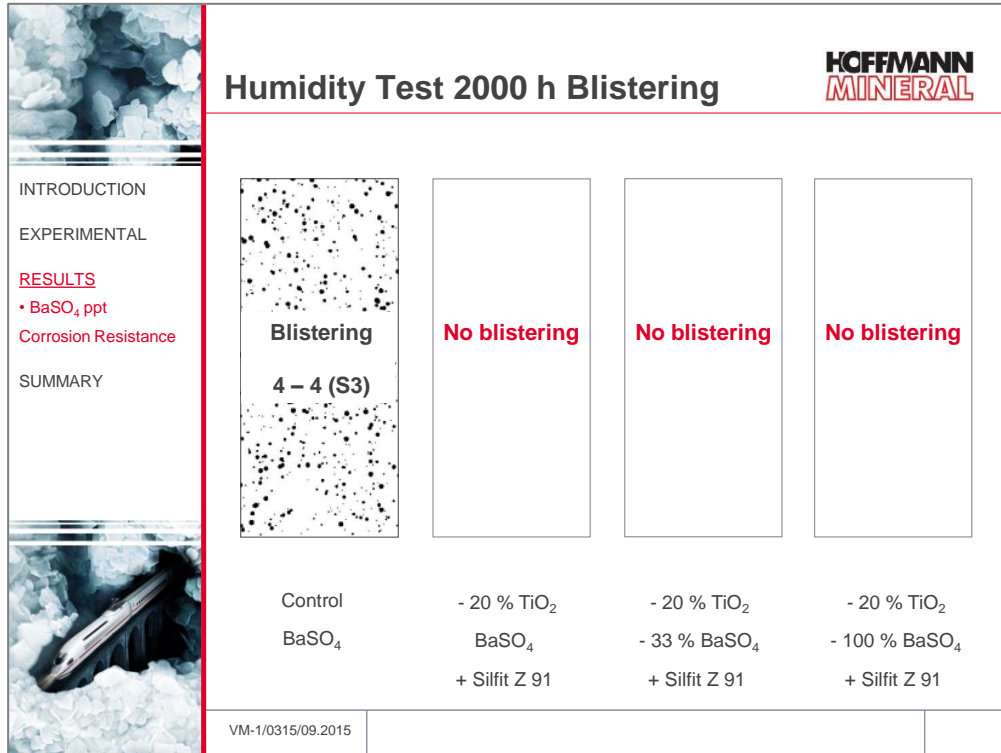 Humidity Test 2000 h Blistering
HOFFMANN
MINERAL
INTRODUCTION
EXPERIMENTAL
RESULTS
• BaSO₄ ppt
Corrosion Resistance
SUMMARY
Blistering
4 – 4 (S3)
No blistering
No blistering
No blistering
Control
BaSO₄
- 20 % TiO₂
BaSO₄
+ Silfit Z 91
- 20 % TiO₂
- 33 % BaSO₄
+ Silfit Z 91
- 20 % TiO₂
- 100 % BaSO₄
+ Silfit Z 91
VM-1/0315/09.2015